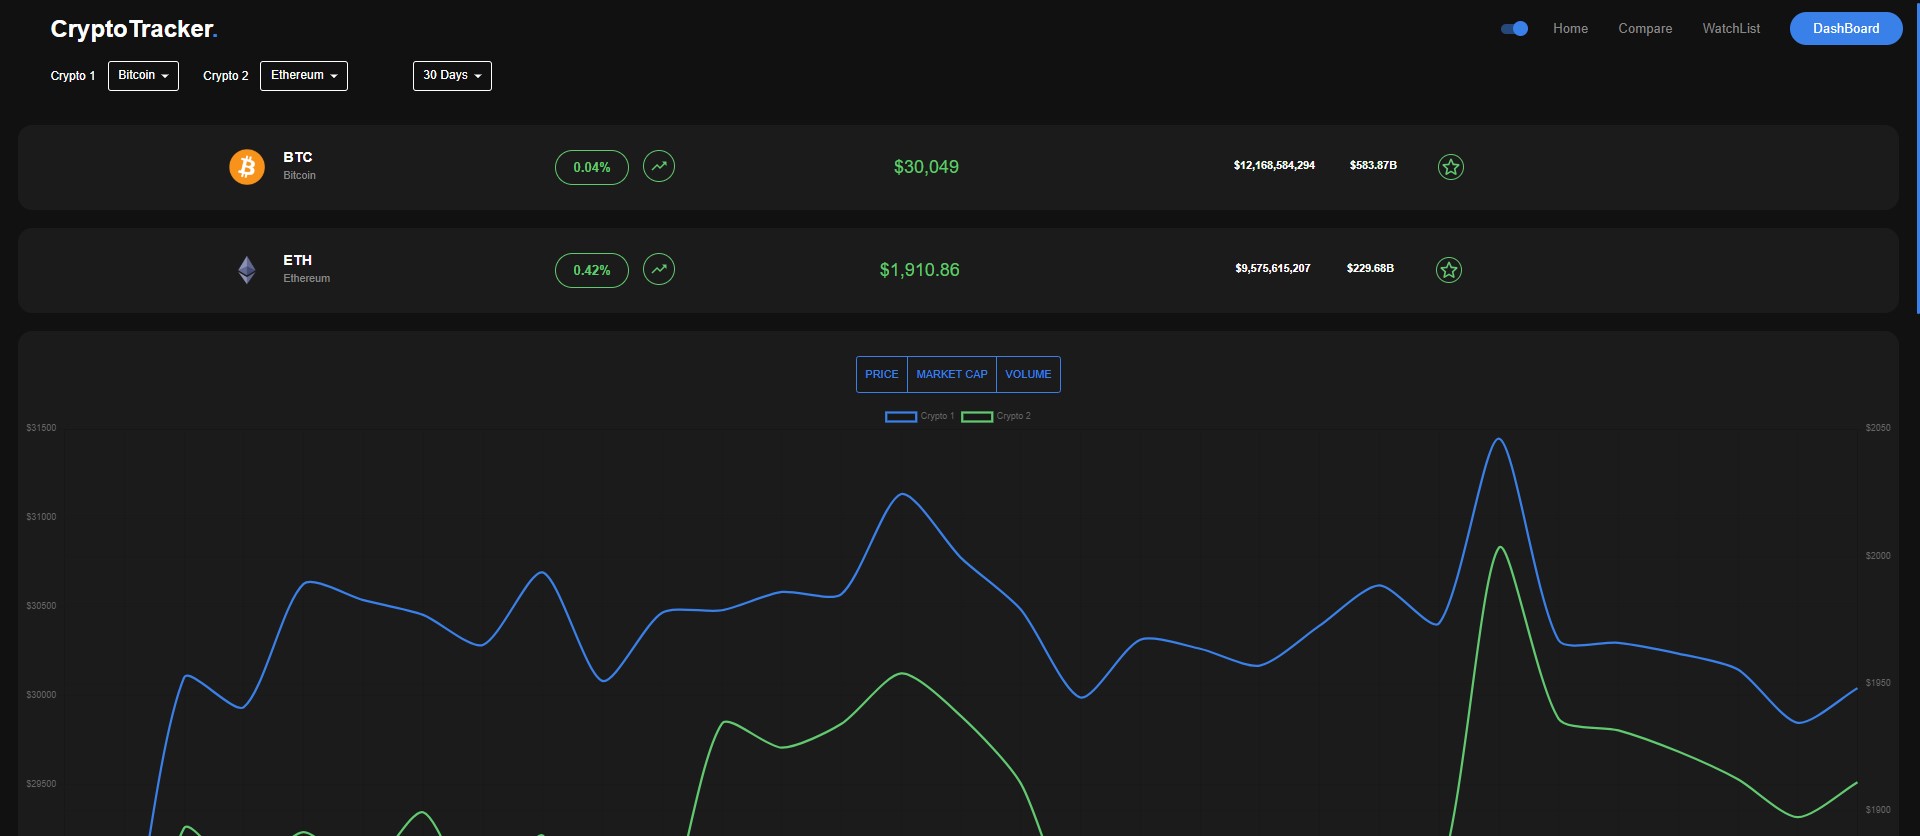 CryptoTracker.
Home Compare WatchList DashBoard
Crypto 1 Bitcoin Crypto 2 Ethereum 30 Days
BTC
Bitcoin
0.04% $30,049 $12,168,584,294 $583.87B
ETH
Ethereum
0.42% $1,910.86 $9,575,615,207 $229.68B
PRICE MARKET CAP VOLUME
Crypto 1 Crypto 2
$31500 $2050
$31000
$2000
$30500
$30000 $1950
$29500
$1900